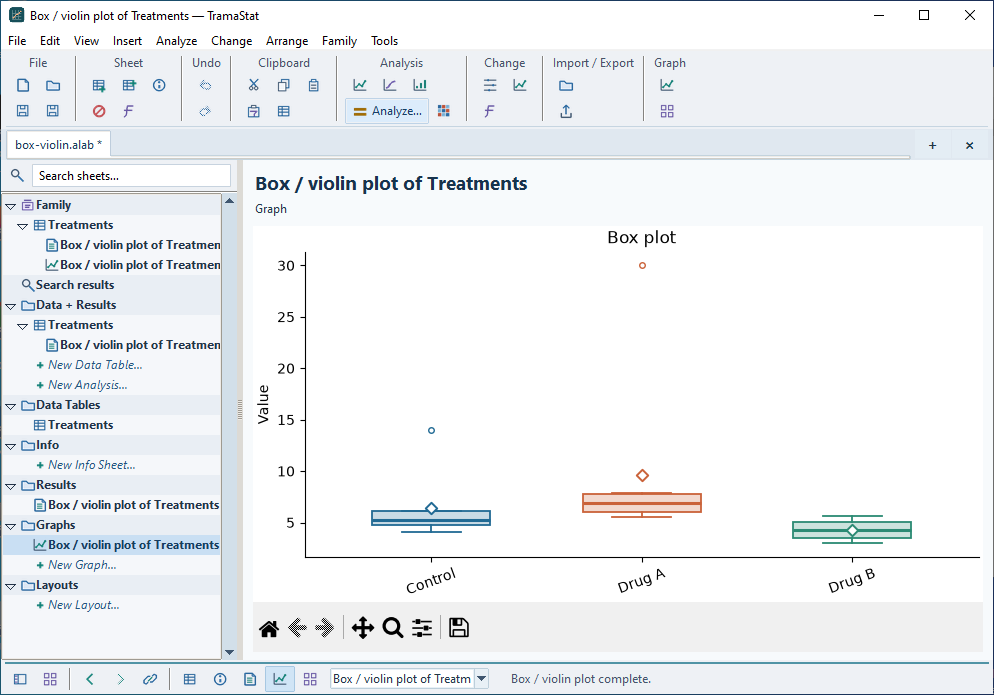 Box / violin plot of Treatments — TramaStat
File Edit View Insert Analyze Change Arrange Family Tools
File Sheet Undo Clipboard Analysis Change Import / Export Graph
Analyze...
box-violin.alab *
Search sheets...
Family
Treatments
Box / violin plot of Treatmen
Box / violin plot of Treatmen
Search results
Data + Results
Treatments
Box / violin plot of Treatmen
New Data Table...
New Analysis...
Data Tables
Treatments
Info
New Info Sheet...
Results
Box / violin plot of Treatments
Graphs
Box / violin plot of Treatments
New Graph...
Layouts
New Layout...
Box / violin plot of Treatments
Graph
Box plot
30
25
20
15
10
5
Value
Control Drug A Drug B
Box / violin plot of Treatm
Box / violin plot complete.